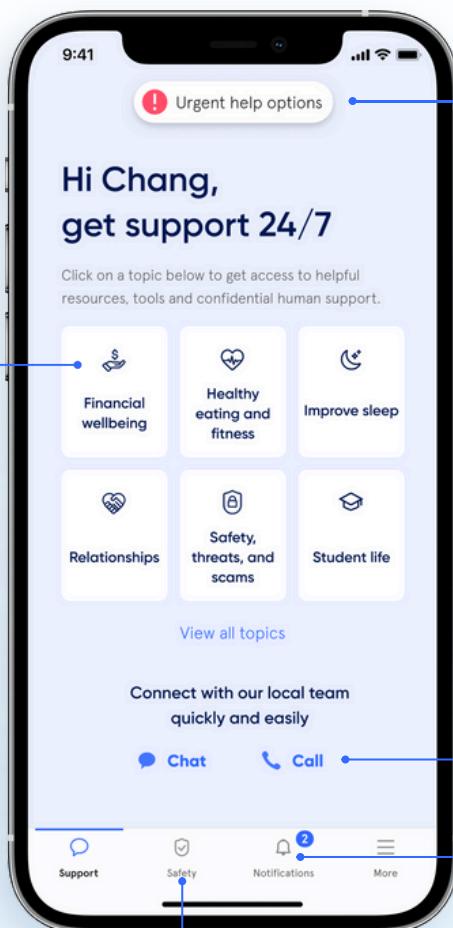 9:41
Urgent help options
Hi Chang,
get support 24/7
Click on a topic below to get access to helpful
resources, tools and confidential human support.
Financial
wellbeing
Healthy
eating and
fitness
Improve sleep
Relationships
Safety,
threats, and
scams
Student life
View all topics
Connect with our local team
quickly and easily
Chat
Call
2
Support
Safety
Notifications
More